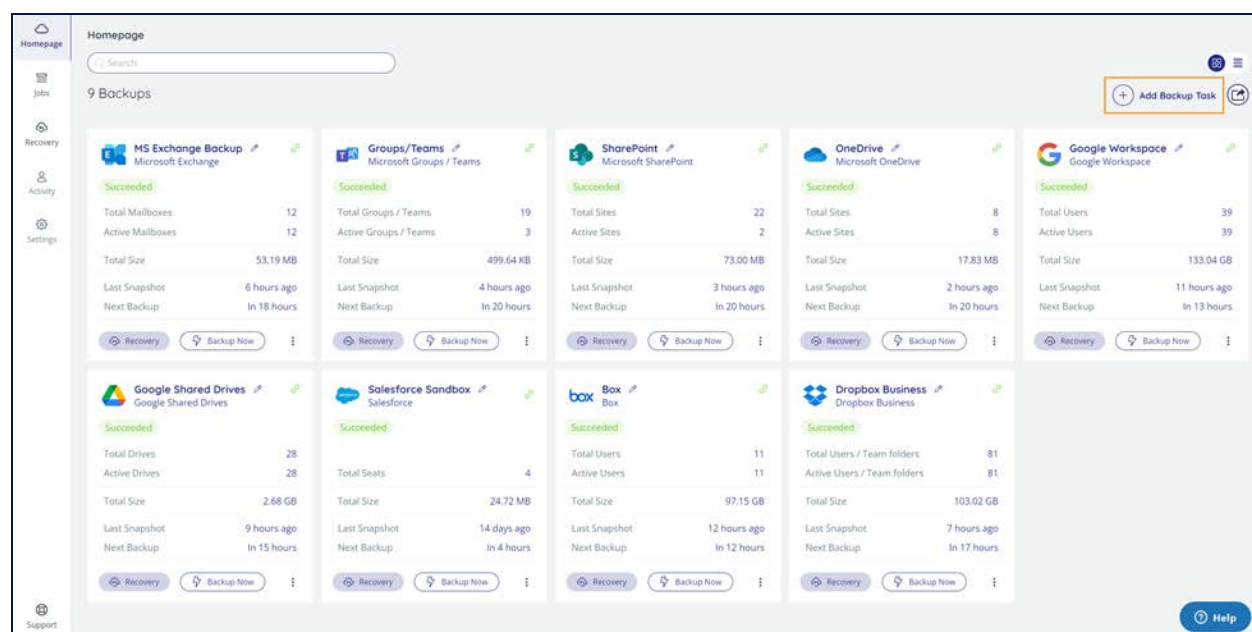 Homepage
Homepage
Search
Jobs
9 Backups
Add Backup Task
Recovery
Activity
Settings
MS Exchange Backup
Microsoft Exchange
Succeeded
Total Mailboxes 12
Active Mailboxes 12
Total Size 53.19 MB
Last Snapshot 6 hours ago
Next Backup In 18 hours
Recovery Backup Now
Groups/Teams
Microsoft Groups / Teams
Succeeded
Total Groups / Teams 19
Active Groups / Teams 3
Total Size 499.64 KB
Last Snapshot 4 hours ago
Next Backup In 20 hours
Recovery Backup Now
SharePoint
Microsoft SharePoint
Succeeded
Total Sites 22
Active Sites 2
Total Size 73.00 MB
Last Snapshot 3 hours ago
Next Backup In 20 hours
Recovery Backup Now
OneDrive
Microsoft OneDrive
Succeeded
Total Sites 8
Active Sites 8
Total Size 17.83 MB
Last Snapshot 2 hours ago
Next Backup In 20 hours
Recovery Backup Now
Google Workspace
Google Workspace
Succeeded
Total Users 39
Active Users 39
Total Size 133.04 GB
Last Snapshot 11 hours ago
Next Backup In 13 hours
Recovery Backup Now
Google Shared Drives
Google Shared Drives
Succeeded
Total Drives 28
Active Drives 28
Total Size 2.68 GB
Last Snapshot 9 hours ago
Next Backup In 15 hours
Recovery Backup Now
Salesforce Sandbox
Salesforce
Succeeded
Total Seats 4
Total Size 24.72 MB
Last Snapshot 14 days ago
Next Backup In 4 hours
Recovery Backup Now
box
Box
Box
Succeeded
Total Users 11
Active Users 11
Total Size 97.15 GB
Last Snapshot 12 hours ago
Next Backup In 12 hours
Recovery Backup Now
Dropbox Business
Dropbox Business
Succeeded
Total Users / Team folders 81
Active Users / Team folders 81
Total Size 103.02 GB
Last Snapshot 7 hours ago
Next Backup In 17 hours
Recovery Backup Now
Support
Help